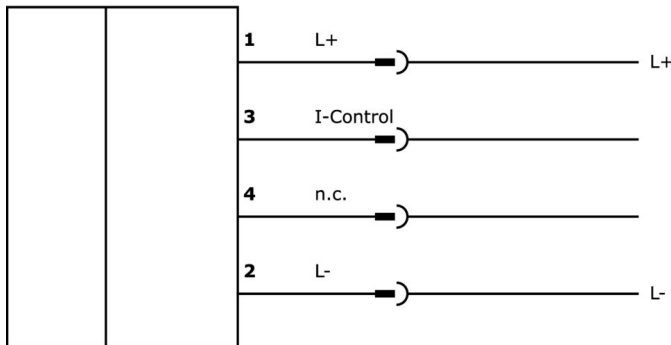 1 L+
L+
3 I-Control
4 n.c.
2 L-
L-